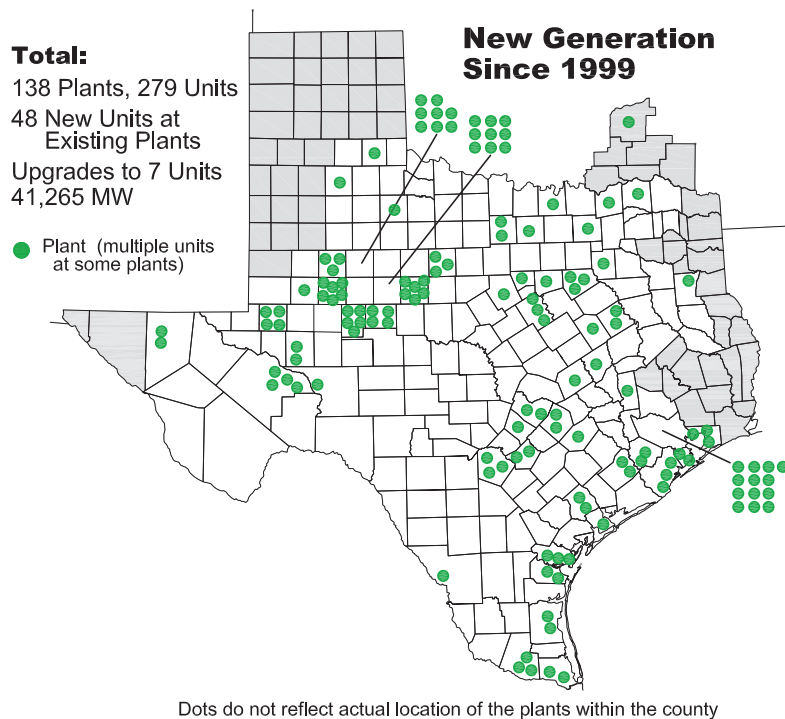 New Generation
Since 1999
Total:
138 Plants, 279 Units
48 New Units at
Existing Plants
Upgrades to 7 Units
41,265 MW
Plant (multiple units
at some plants)
Dots do not reflect actual location of the plants within the county